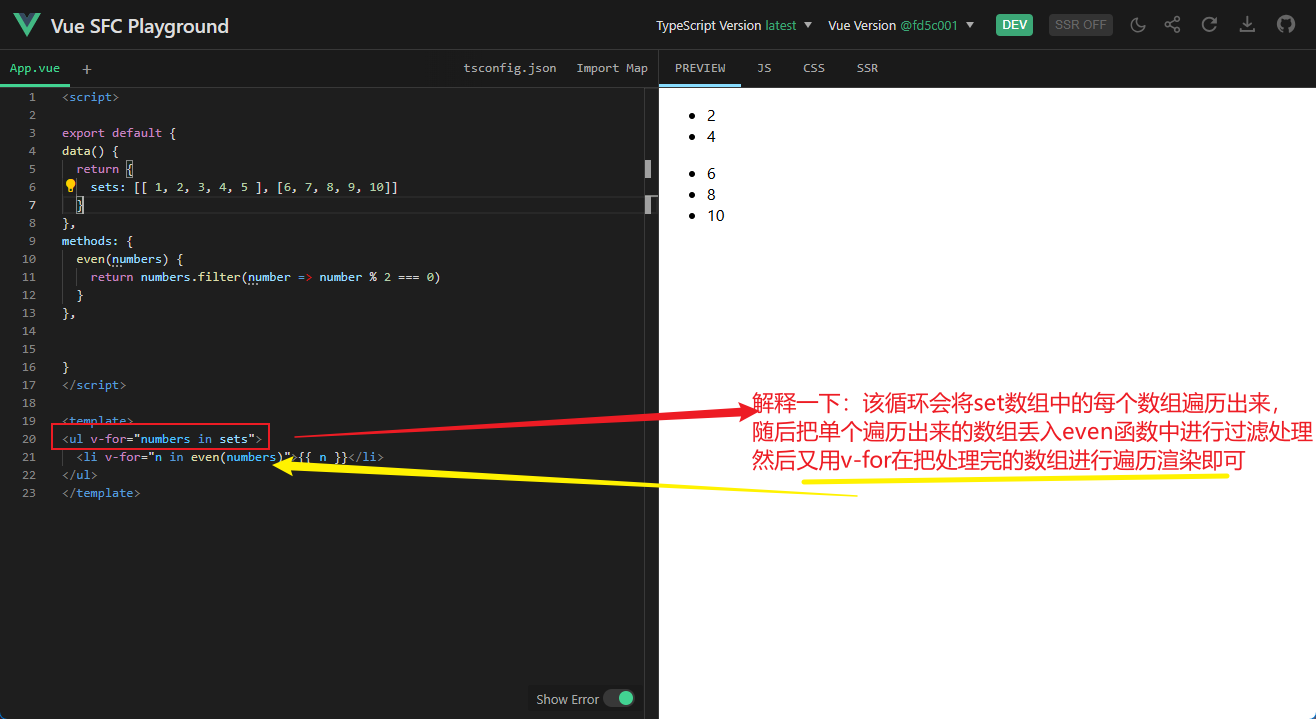 Vue SFC Playground
TypeScript Version latest
Vue Version @fd5c001
DEV
SSR OFF
App.vue +
tsconfig.json
Import Map
PREVIEW
JS
CSS
SSR
1 <script>
2
3 export default {
4 data() {
5 return {
6 sets: [[ 1, 2, 3, 4, 5 ], [6, 7, 8, 9, 10]]
7 }
8 },
9 methods: {
10 even(numbers) {
11 return numbers.filter(number => number % 2 === 0)
12 }
13 },
14
15
16 }
17 </script>
18
19 <template>
20 <ul v-for="numbers in sets">
21 <li v-for="n in even(numbers)">{{ n }}</li>
22 </ul>
23 </template>
Show Error
2
4
6
8
10
解释一下：该循环会将set数组中的每个数组遍历出来，
随后把单个遍历出来的数组丢入even函数中进行过滤处理
然后又用v-for在把处理完的数组进行遍历渲染即可